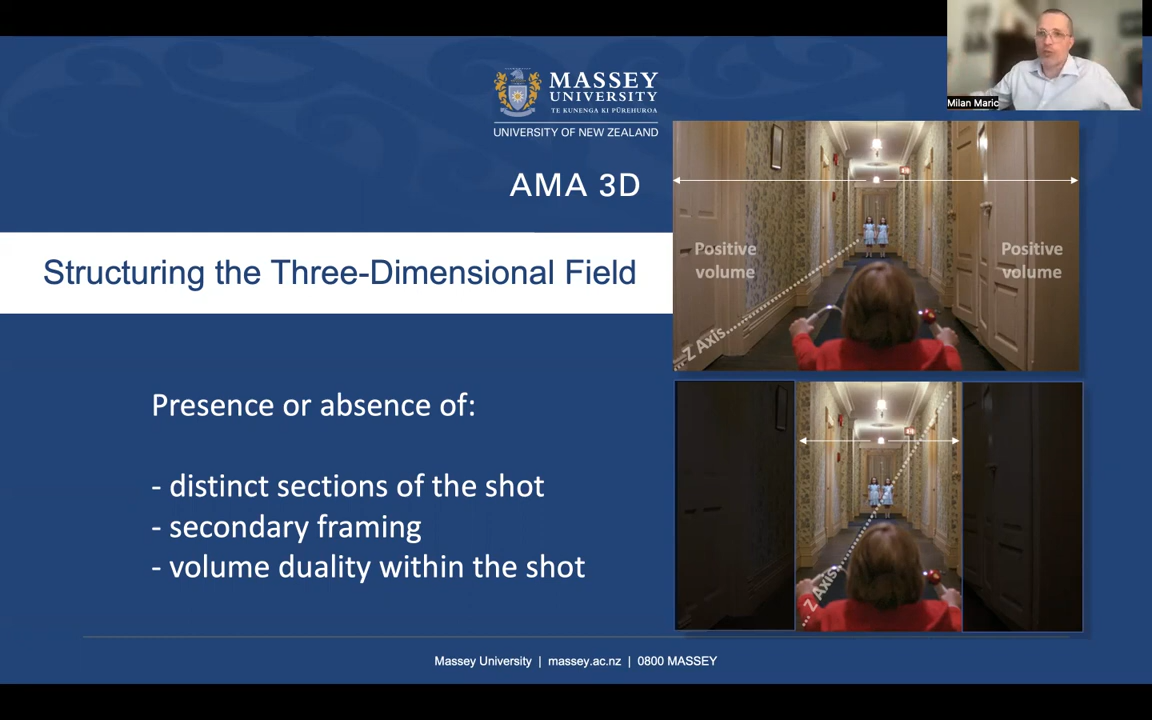 Milan Maric
MASSEY
UNIVERSITY
TE KUNENGA KI PŪREHUROA
UNIVERSITY OF NEW ZEALAND
AMA 3D
Structuring the Three-Dimensional Field
Positive
volume
Positive
volume
Z Axis
Presence or absence of:
- distinct sections of the shot
- secondary framing
- volume duality within the shot
Z Axis
Massey University | massey.ac.nz | 0800 MASSEY